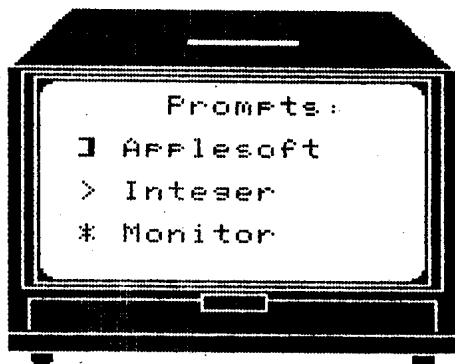 Prompts:
] Applesoft
> Integer
* Monitor